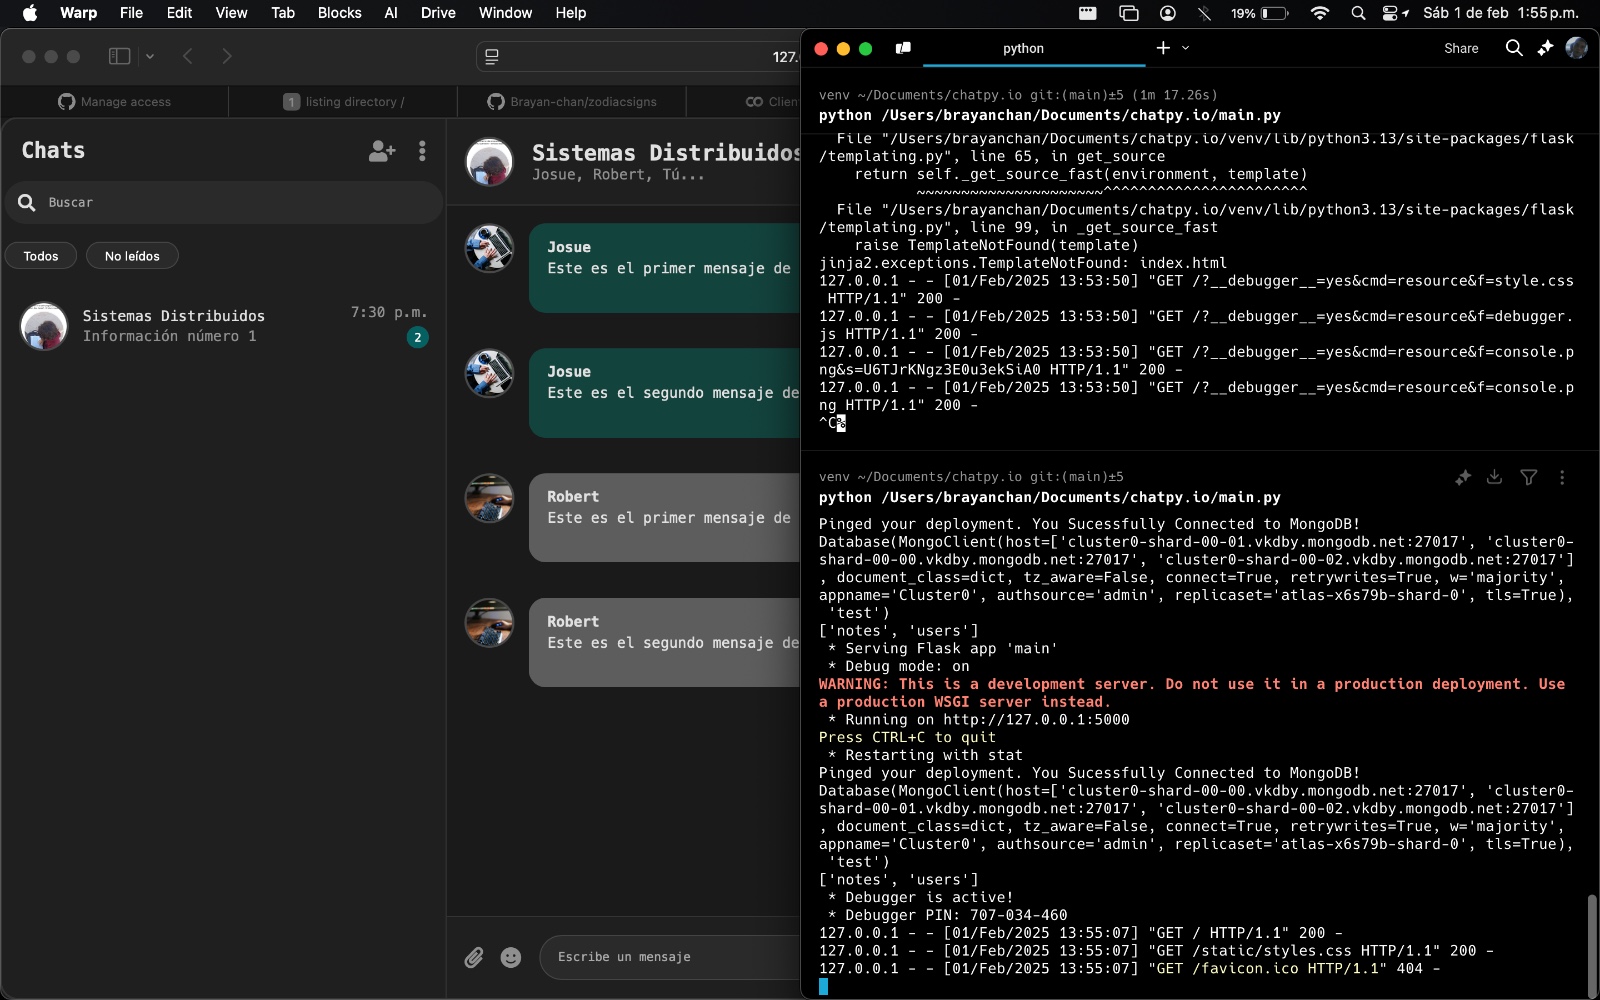 Warp File Edit View Tab Blocks AI Drive Window Help
19% Sáb 1 de feb 1:55 p.m.
127.
Manage access
1 listing directory /
Brayan-chan/zodiacsigns
Chats
Buscar
Todos No leídos
Sistemas Distribuidos 7:30 p.m.
Información número 1 2
Sistemas Distribuidos
Josue, Robert, Tú...
Josue
Este es el primer mensaje de
Josue
Este es el segundo mensaje de
Robert
Este es el primer mensaje de
Robert
Este es el segundo mensaje de
Escribe un mensaje
python
Share
venv ~/Documents/chatpy.io git:(main)±5 (1m 17.26s)
python /Users/brayanchan/Documents/chatpy.io/main.py
File "/Users/brayanchan/Documents/chatpy.io/venv/lib/python3.13/site-packages/flask
/templating.py", line 65, in get_source
return self._get_source_fast(environment, template)
~~~~~~~~~~~~~~~~~~~~~^^^^^^^^^^^^^^^^^^^^^^^
File "/Users/brayanchan/Documents/chatpy.io/venv/lib/python3.13/site-packages/flask
/templating.py", line 99, in _get_source_fast
raise TemplateNotFound(template)
jinja2.exceptions.TemplateNotFound: index.html
127.0.0.1 - - [01/Feb/2025 13:53:50] "GET /?__debugger__=yes&cmd=resource&f=style.css
HTTP/1.1" 200 -
127.0.0.1 - - [01/Feb/2025 13:53:50] "GET /?__debugger__=yes&cmd=resource&f=debugger.
js HTTP/1.1" 200 -
127.0.0.1 - - [01/Feb/2025 13:53:50] "GET /?__debugger__=yes&cmd=resource&f=console.p
ng&s=U6TJrKNgz3E0u3ekSiA0 HTTP/1.1" 200 -
127.0.0.1 - - [01/Feb/2025 13:53:50] "GET /?__debugger__=yes&cmd=resource&f=console.p
ng HTTP/1.1" 200 -
^C%
venv ~/Documents/chatpy.io git:(main)±5
python /Users/brayanchan/Documents/chatpy.io/main.py
Pinged your deployment. You Sucessfully Connected to MongoDB!
Database(MongoClient(host=['cluster0-shard-00-01.vkdby.mongodb.net:27017', 'cluster0-
shard-00-00.vkdby.mongodb.net:27017', 'cluster0-shard-00-02.vkdby.mongodb.net:27017']
, document_class=dict, tz_aware=False, connect=True, retrywrites=True, w='majority',
appname='Cluster0', authsource='admin', replicaset='atlas-x6s79b-shard-0', tls=True),
'test')
['notes', 'users']
* Serving Flask app 'main'
* Debug mode: on
WARNING: This is a development server. Do not use it in a production deployment. Use
a production WSGI server instead.
* Running on http://127.0.0.1:5000
Press CTRL+C to quit
* Restarting with stat
Pinged your deployment. You Sucessfully Connected to MongoDB!
Database(MongoClient(host=['cluster0-shard-00-00.vkdby.mongodb.net:27017', 'cluster0-
shard-00-01.vkdby.mongodb.net:27017', 'cluster0-shard-00-02.vkdby.mongodb.net:27017']
, document_class=dict, tz_aware=False, connect=True, retrywrites=True, w='majority',
appname='Cluster0', authsource='admin', replicaset='atlas-x6s79b-shard-0', tls=True),
'test')
['notes', 'users']
* Debugger is active!
* Debugger PIN: 707-034-460
127.0.0.1 - - [01/Feb/2025 13:55:07] "GET / HTTP/1.1" 200 -
127.0.0.1 - - [01/Feb/2025 13:55:07] "GET /static/styles.css HTTP/1.1" 200 -
127.0.0.1 - - [01/Feb/2025 13:55:07] "GET /favicon.ico HTTP/1.1" 404 -